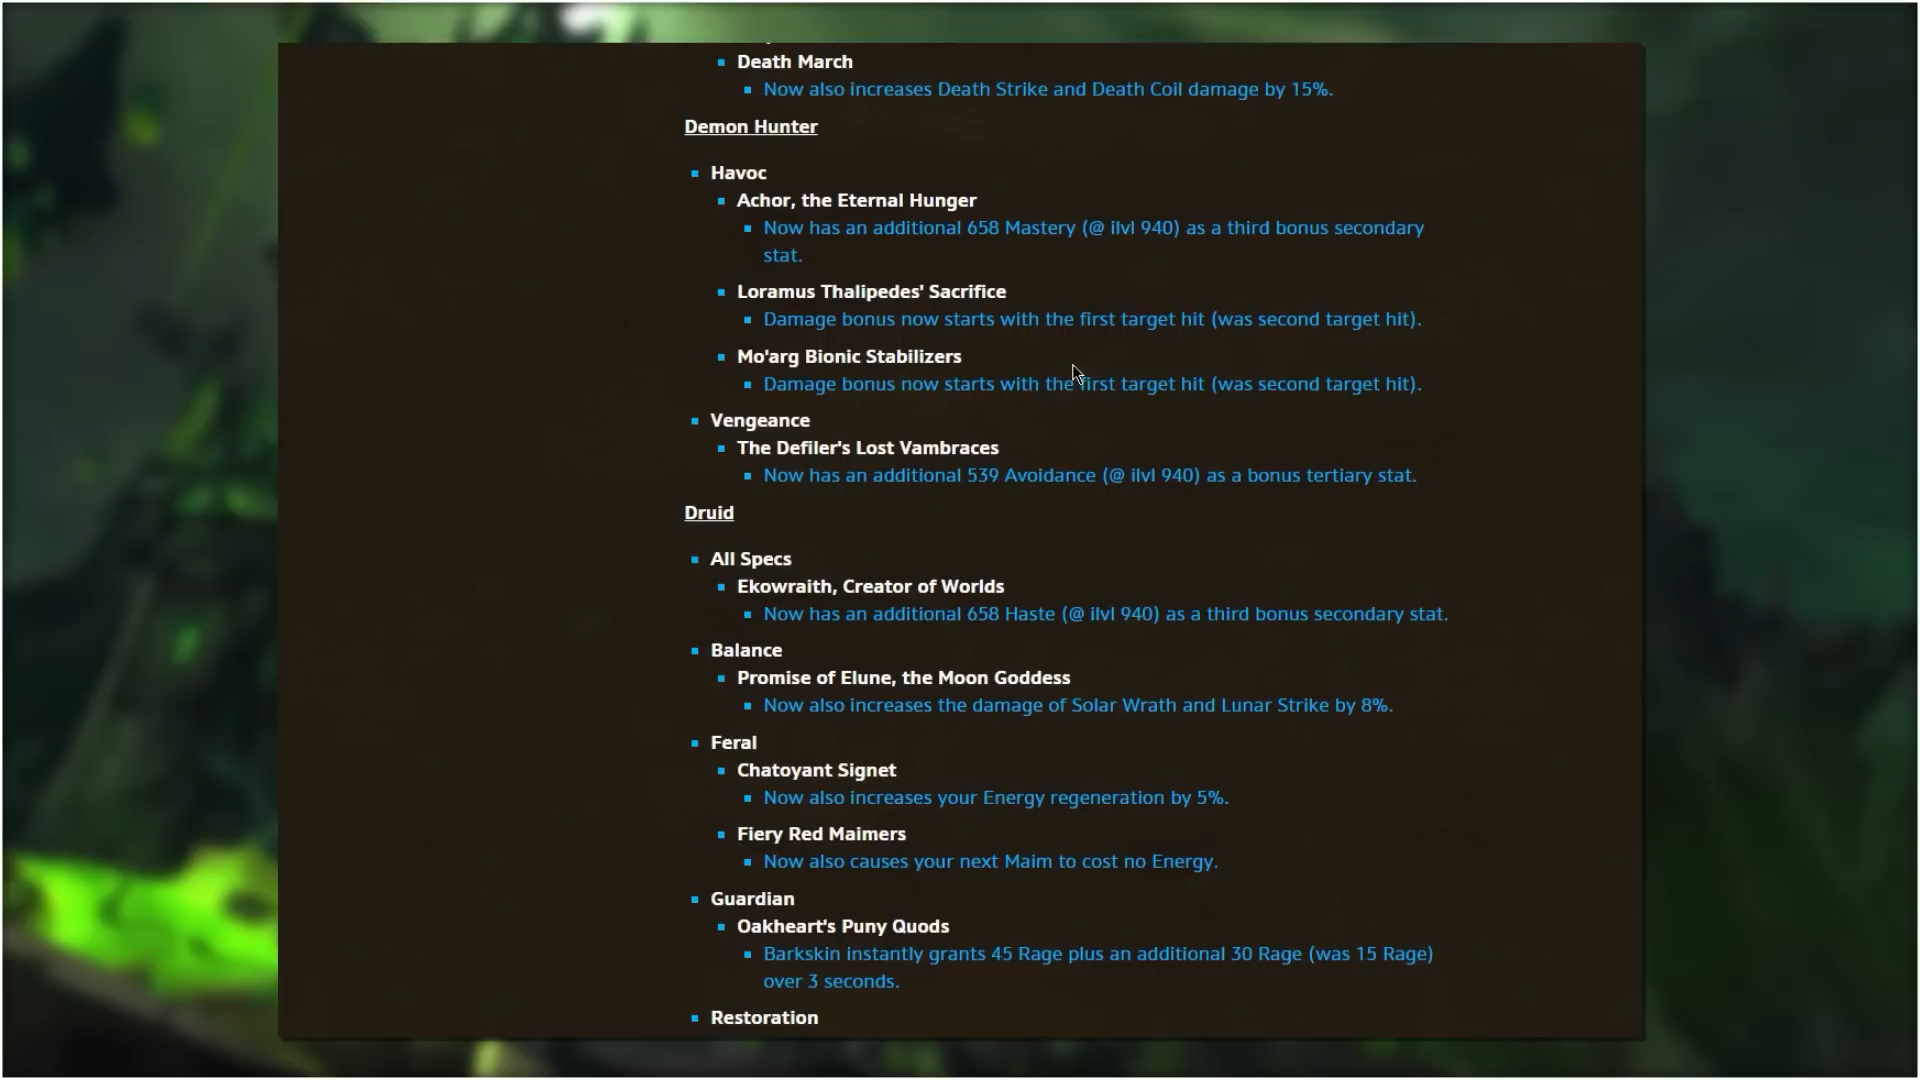 Death March
Now also increases Death Strike and Death Coil damage by 15%.
Demon Hunter
Havoc
Achor, the Eternal Hunger
Now has an additional 658 Mastery (@ ilvl 940) as a third bonus secondary
stat.
Loramus Thalipedes' Sacrifice
Damage bonus now starts with the first target hit (was second target hit).
Mo'arg Bionic Stabilizers
Damage bonus now starts with the first target hit (was second target hit).
Vengeance
The Defiler's Lost Vambraces
Now has an additional 539 Avoidance (@ ilvl 940) as a bonus tertiary stat.
Druid
All Specs
Ekowraith, Creator of Worlds
Now has an additional 658 Haste (@ ilvl 940) as a third bonus secondary stat.
Balance
Promise of Elune, the Moon Goddess
Now also increases the damage of Solar Wrath and Lunar Strike by 8%.
Feral
Chatoyant Signet
Now also increases your Energy regeneration by 5%.
Fiery Red Maimers
Now also causes your next Maim to cost no Energy.
Guardian
Oakheart's Puny Quods
Barkskin instantly grants 45 Rage plus an additional 30 Rage (was 15 Rage)
over 3 seconds.
Restoration